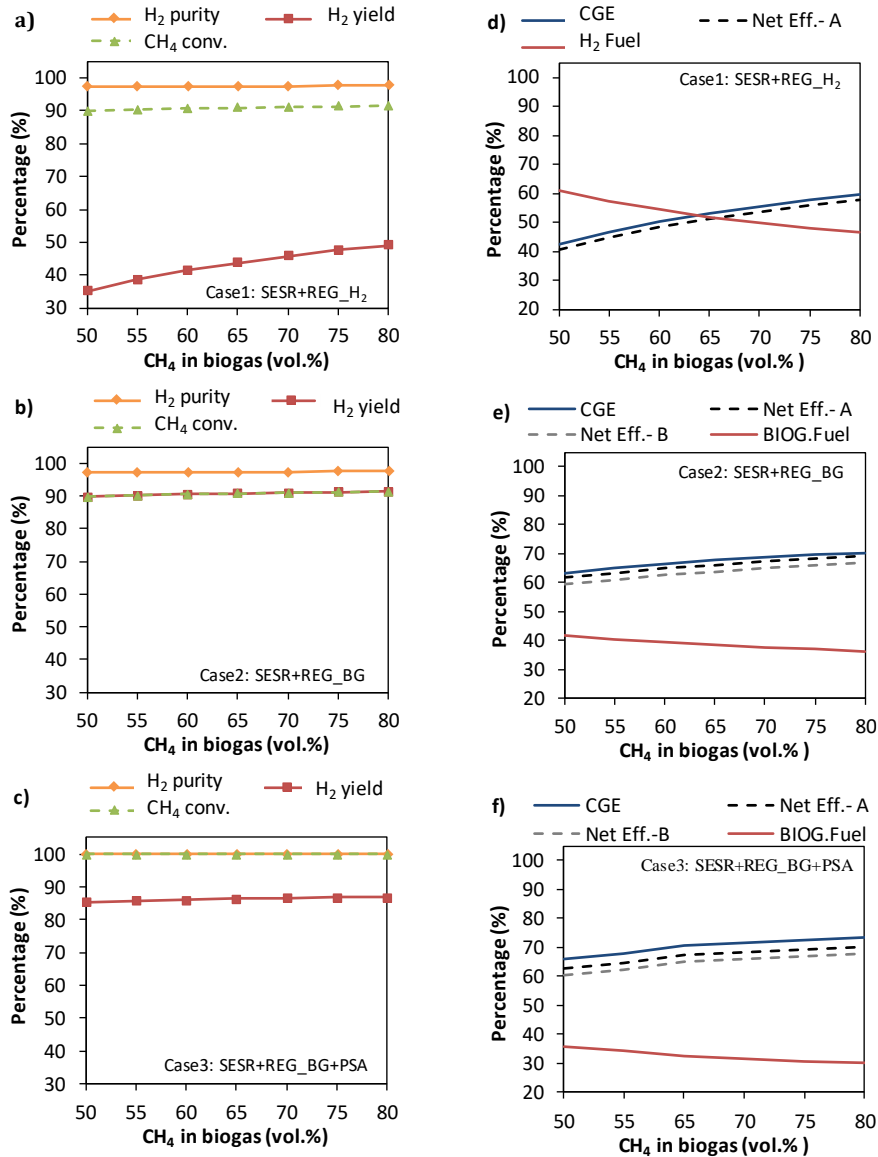 a)
H₂ purity
H₂ yield
CH₄ conv.
Percentage (%)
100
90
80
70
60
50
40
30
Case1: SESR+REG_H₂
50 55 60 65 70 75 80
CH₄ in biogas (vol.%)
b)
H₂ purity
H₂ yield
CH₄ conv.
Percentage (%)
100
90
80
70
60
50
40
30
Case2: SESR+REG_BG
50 55 60 65 70 75 80
CH₄ in biogas (vol.%)
c)
H₂ purity
H₂ yield
CH₄ conv.
Percentage (%)
100
90
80
70
60
50
40
30
Case3: SESR+REG_BG+PSA
50 55 60 65 70 75 80
CH₄ in biogas (vol.%)
d)
CGE
Net Eff.- A
H₂ Fuel
Percentage (%)
100
90
80
70
60
50
40
30
20
Case1: SESR+REG_H₂
50 55 60 65 70 75 80
CH₄ in biogas (vol.% )
e)
CGE
Net Eff.- A
Net Eff.- B
BIOG.Fuel
Percentage (%)
100
90
80
70
60
50
40
30
20
Case2: SESR+REG_BG
50 55 60 65 70 75 80
CH₄ in biogas (vol.% )
f)
CGE
Net Eff.- A
Net Eff.-B
BIOG.Fuel
Percentage (%)
100
90
80
70
60
50
40
30
20
Case3: SESR+REG_BG+PSA
50 55 65 70 75 80
CH₄ in biogas (vol.% )